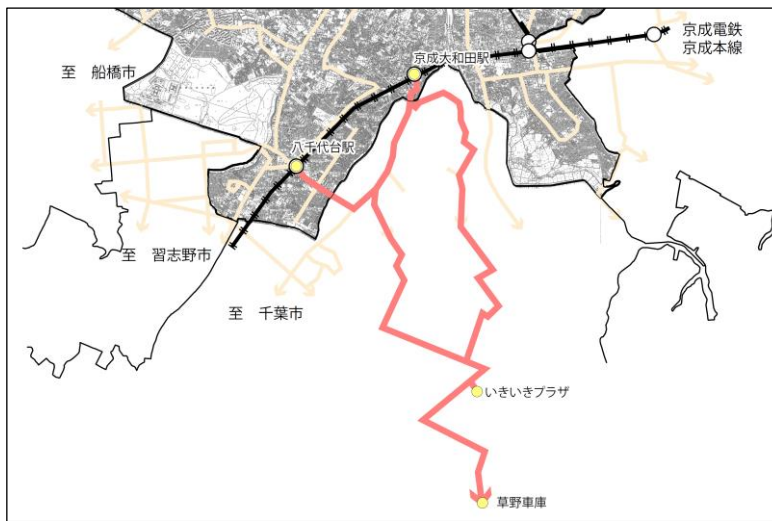 京成電鉄
京成本線
京成大和田駅
至　船橋市
八千代台駅
至　習志野市
至　千葉市
いきいきプラザ
草野車庫